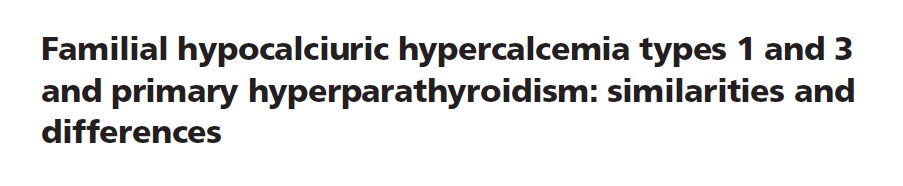 Familial hypocalciuric hypercalcemia types 1 and 3
and primary hyperparathyroidism: similarities and
differences